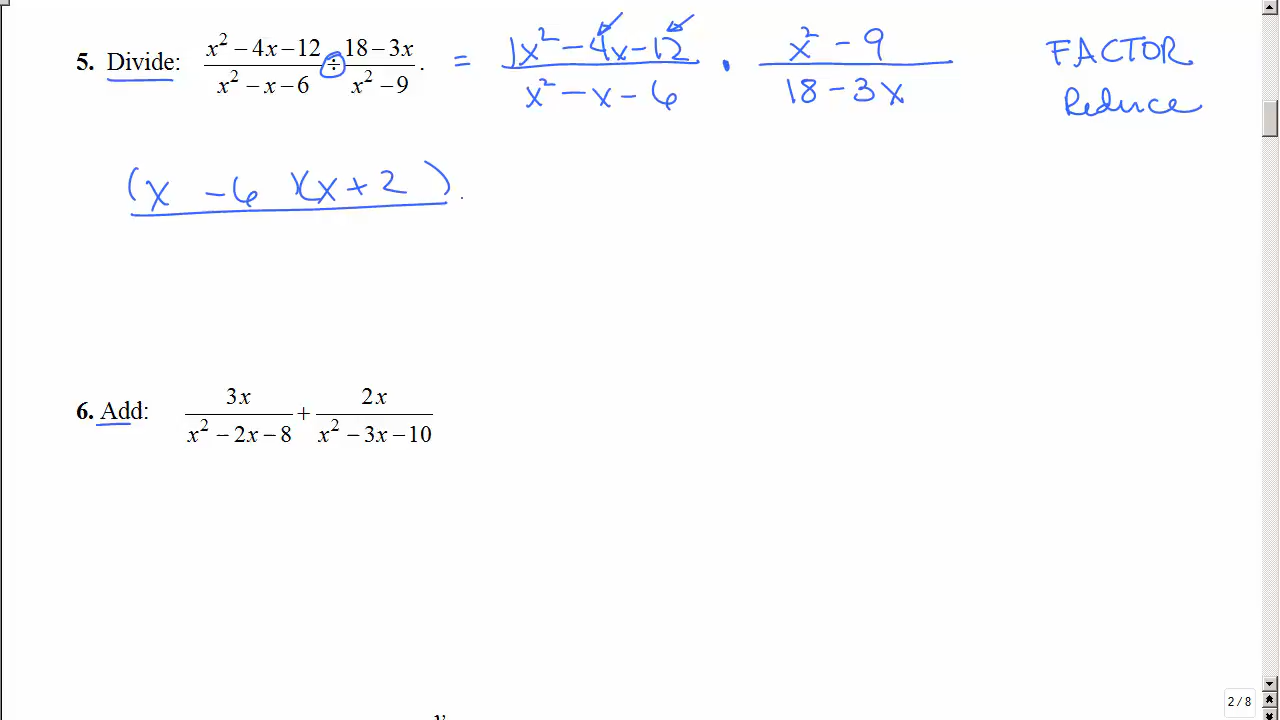 5. Divide: (x² − 4x − 12)/(x² − x − 6) ÷ (18 − 3x)/(x² − 9). = (1x² − 4x − 12)/(x² − x − 6) · (x² − 9)/(18 − 3x) FACTOR
Reduce
(x − 6)(x + 2)
6. Add: 3x/(x² − 2x − 8) + 2x/(x² − 3x − 10)
2 / 8